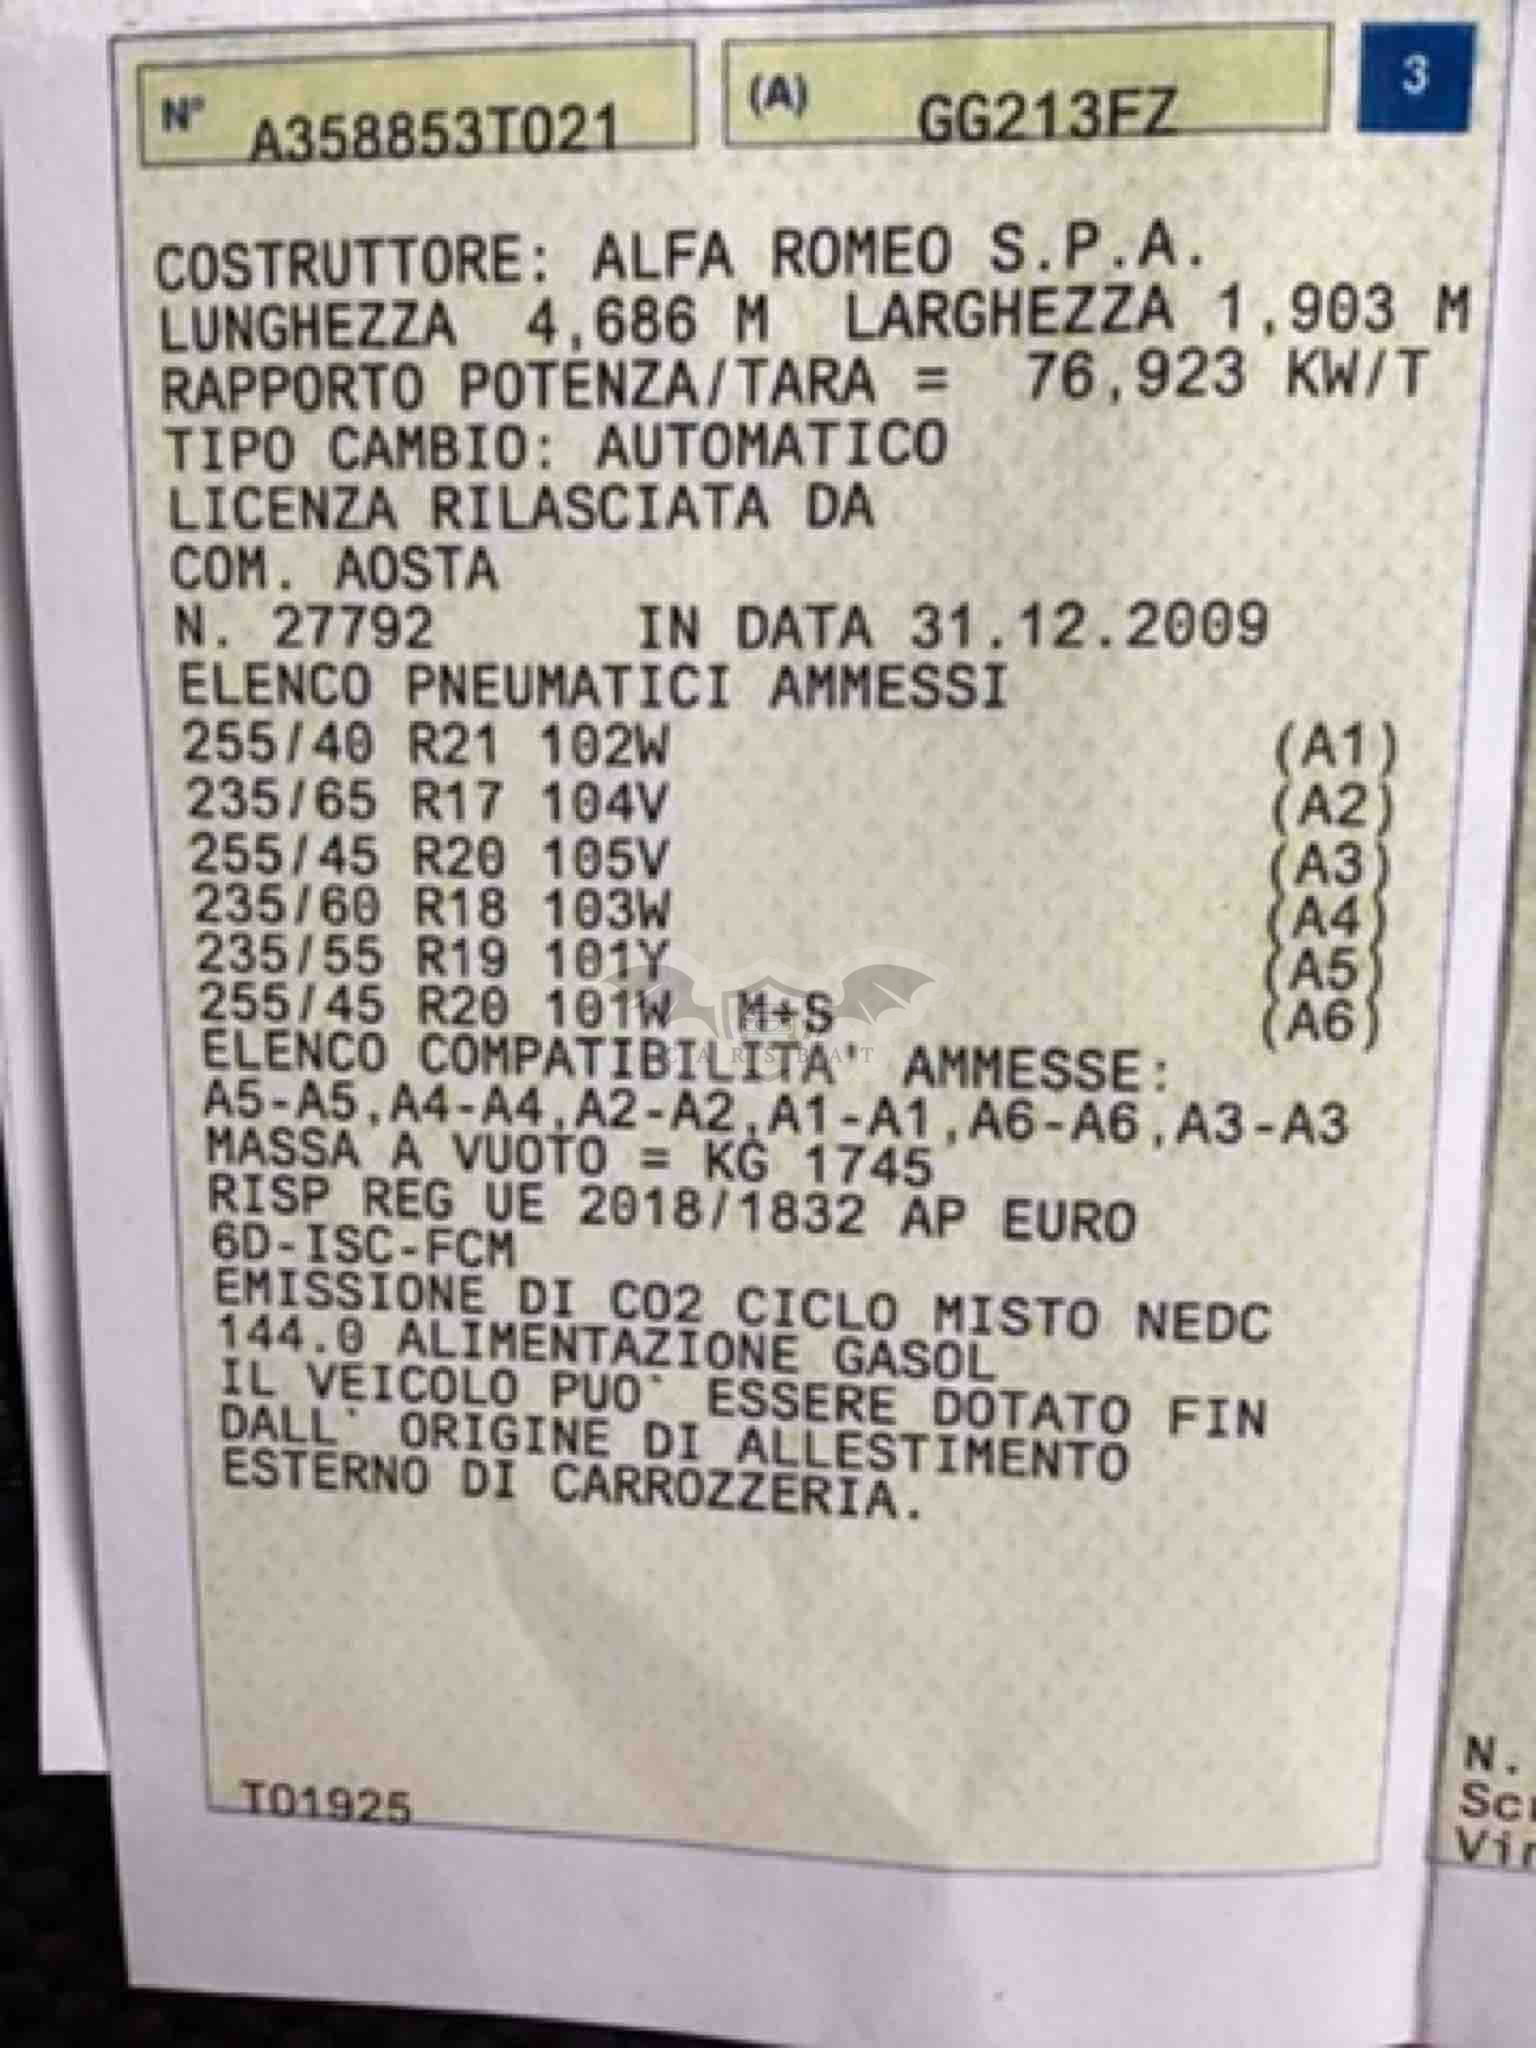 N° A358853T021 (A) GG213FZ 3
COSTRUTTORE: ALFA ROMEO S.P.A.
LUNGHEZZA 4,686 M LARGHEZZA 1,903 M
RAPPORTO POTENZA/TARA = 76,923 KW/T
TIPO CAMBIO: AUTOMATICO
LICENZA RILASCIATA DA
COM. AOSTA
N. 27792 IN DATA 31.12.2009
ELENCO PNEUMATICI AMMESSI
255/40 R21 102W (A1)
235/65 R17 104V (A2)
255/45 R20 105V (A3)
235/60 R18 103W (A4)
235/55 R19 101Y (A5)
255/45 R20 101W M+S (A6)
CARSBAT
ELENCO COMPATIBILITA' AMMESSE:
A5-A5,A4-A4,A2-A2,A1-A1,A6-A6,A3-A3
MASSA A VUOTO = KG 1745
RISP REG UE 2018/1832 AP EURO
6D-ISC-FCM
EMISSIONE DI CO2 CICLO MISTO NEDC
144.0 ALIMENTAZIONE GASOL
IL VEICOLO PUO` ESSERE DOTATO FIN
DALL` ORIGINE DI ALLESTIMENTO
ESTERNO DI CARROZZERIA.
TO1925
N.